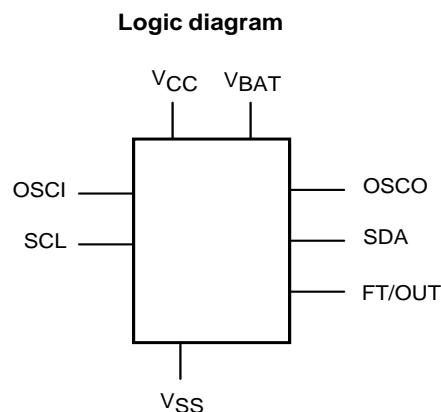 Logic diagram
VCC VBAT
OSCI OSCO
SCL SDA
FT/OUT
VSS